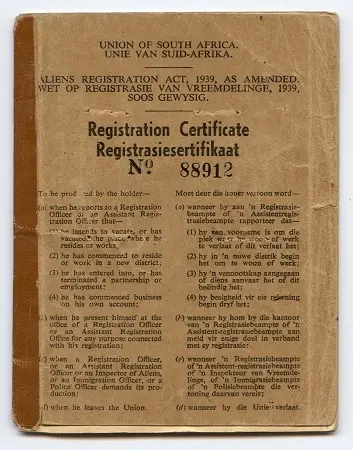 UNION OF SOUTH AFRICA.
UNIE VAN SUID-AFRIKA.
ALIENS REGISTRATION ACT, 1939, AS AMENDED.
WET OP REGISTRASIE VAN VREEMDELINGE, 1939,
SOOS GEWYSIG.
Registration Certificate
Registrasiesertifikaat
No 88912
To be produced by the holder—
(a) when he reports to a Registration
Officer or an Assistant Regis-
tration Officer that—
(1) he intends to vacate, or has
vacated, the place where he
resides or works,
(2) he has commenced to reside
or work in a new district;
(3) he has entered into, or has
terminated a partnership or
employment:
(4) he has commenced business
on his own account;
(b) when he present himself at the
office of a Registration Officer
or an Assistant Registration
Office for any purpose connected
with his registration;
(c) when a Registration Officer,
or an Assistant Registration
Officer or an Inspector of Aliens,
or an Immigration Officer, or a
Police Officer demands its pro-
duction;
(d) when he leaves the Union.
Moet deur die houer vertoon word—
(a) wanneer hy aan 'n Registrasie-
beampte of 'n Assistentregis-
trasiebeampte rapporteer dat—
(1) hy van voorneme is om die
plek waar hy woon of werk
te verlaat of dit verlaat het;
(2) hy in 'n nuwe distrik begin
het om te woon of werk;
(3) hy 'n vennootskap aangegaan
of diens aanvaar het of dit
beëindig het;
(4) hy besigheid vir eie rekening
begin dryf het;
(b) wanneer hy hom by die kantoor
van 'n Registrasiebeampte of 'n
Assistent-registrasiebeampte aan
meld vir enige doel in verband
met sy registrasie;
(c) wanneer 'n Registrasiebeampte
of 'n Assistent-registrasiebeampte
of 'n Inspekteur van Vreemde-
linge, of 'n Immigrasiebeampte
of 'n Polisiebeampte die ver-
toning daarvan vereis;
(d) wanneer hy die Unie verlaat.